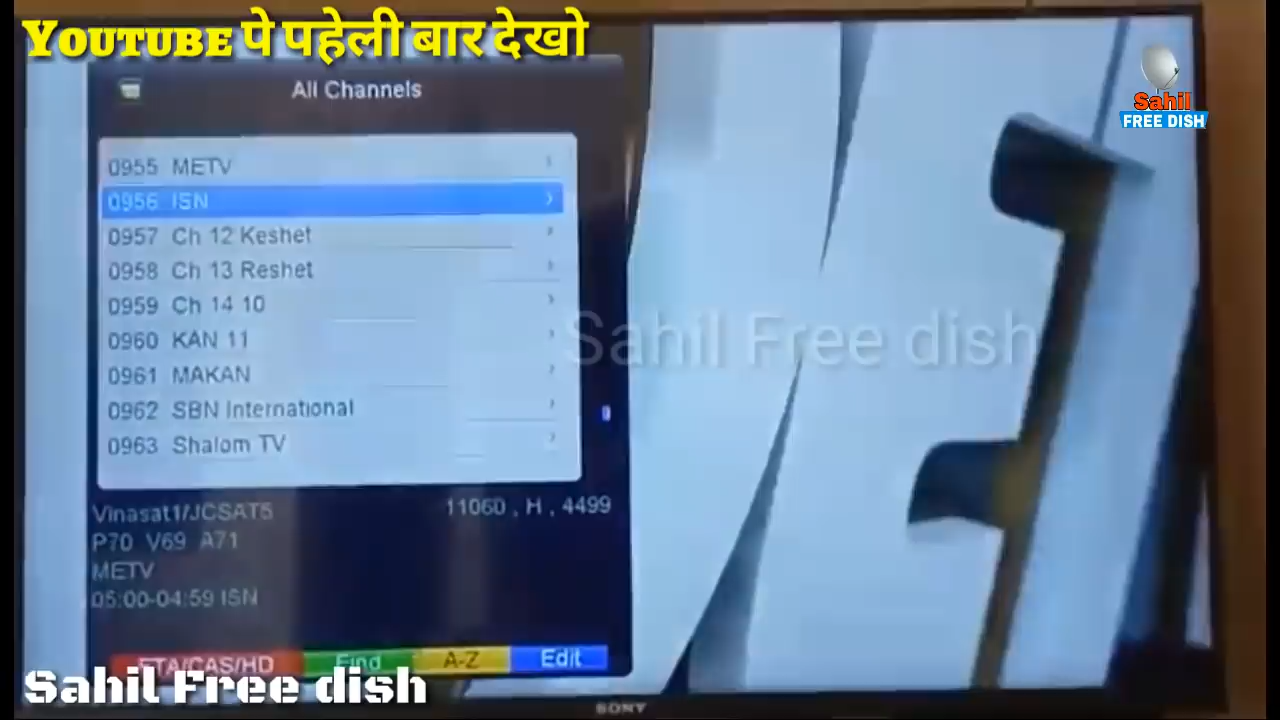 YOUTUBE पे पहेली बार देखो
Sahil
FREE DISH
All Channels
0955 METV
0956 ISN
0957 Ch 12 Keshet
0958 Ch 13 Reshet
0959 Ch 14 10
0960 KAN 11
0961 MAKAN
0962 SBN International
0963 Shalom TV
Sahil Free dish
Vinasat1/JCSAT5 11060 , H , 4499
P70 V69 A71
METV
05:00-04:59 ISN
FTA/CAS/HD Find A-Z Edit
Sahil Free dish
SONY